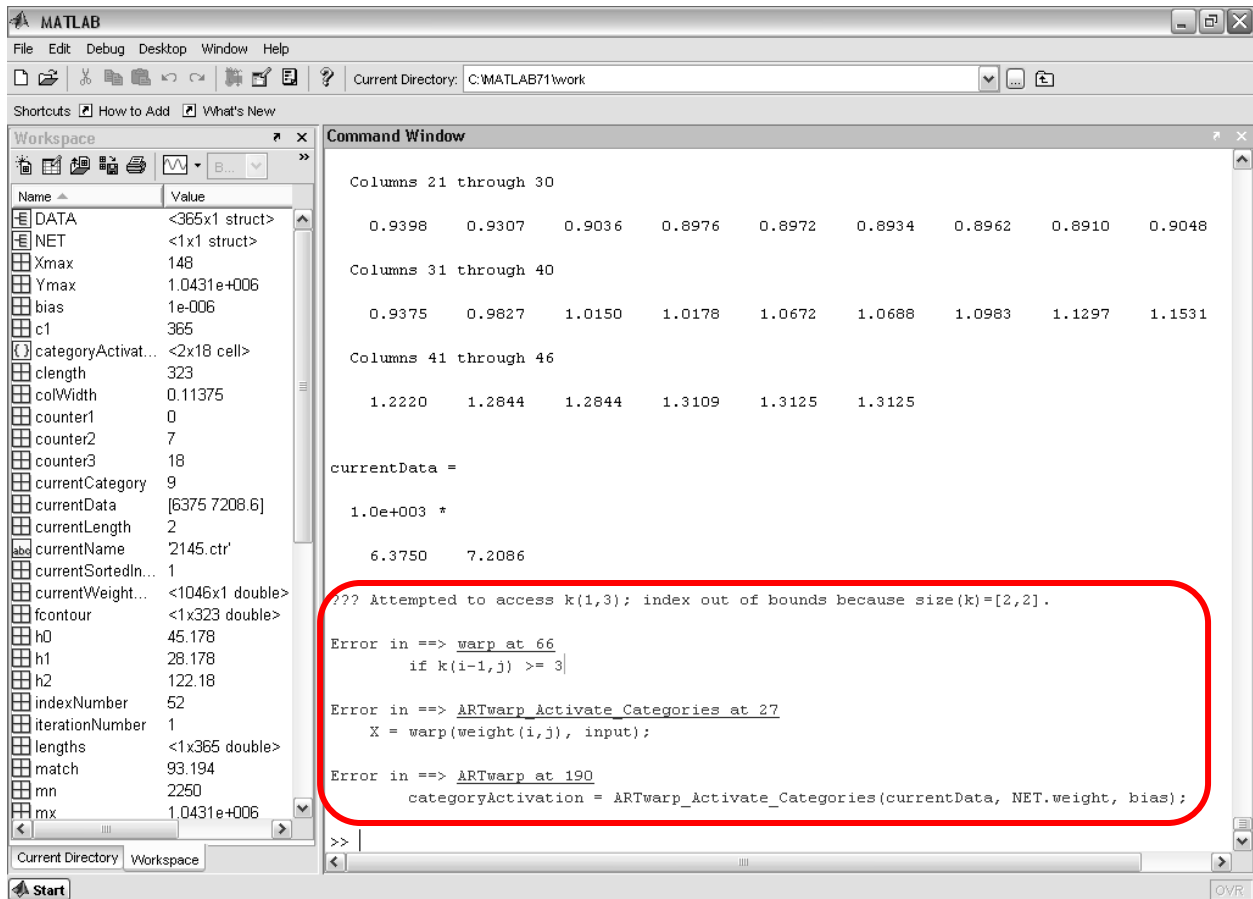 MATLAB
File Edit Debug Desktop Window Help
Current Directory: C:\MATLAB71\work
Shortcuts How to Add What's New
Workspace
B...
Name Value
DATA <365x1 struct>
NET <1x1 struct>
Xmax 148
Ymax 1.0431e+006
bias 1e-006
c1 365
categoryActivat... <2x18 cell>
clength 323
colWidth 0.11375
counter1 0
counter2 7
counter3 18
currentCategory 9
currentData [6375 7208.6]
currentLength 2
abc currentName '2145.ctr'
currentSortedIn... 1
currentWeight... <1046x1 double>
fcontour <1x323 double>
h0 45.178
h1 28.178
h2 122.18
indexNumber 52
iterationNumber 1
lengths <1x365 double>
match 93.194
mn 2250
mx 1.0431e+006
Current Directory Workspace
Command Window
Columns 21 through 30
0.9398 0.9307 0.9036 0.8976 0.8972 0.8934 0.8962 0.8910 0.9048
Columns 31 through 40
0.9375 0.9827 1.0150 1.0178 1.0672 1.0688 1.0983 1.1297 1.1531
Columns 41 through 46
1.2220 1.2844 1.2844 1.3109 1.3125 1.3125
currentData =
1.0e+003 *
6.3750 7.2086
??? Attempted to access k(1,3); index out of bounds because size(k)=[2,2].
Error in ==> warp at 66
if k(i-1,j) >= 3
Error in ==> ARTwarp_Activate_Categories at 27
X = warp(weight(i,j), input);
Error in ==> ARTwarp at 190
categoryActivation = ARTwarp_Activate_Categories(currentData, NET.weight, bias);
>>
Start
OVR